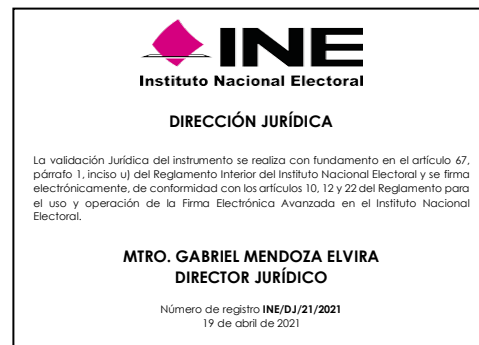 INE
Instituto Nacional Electoral
DIRECCIÓN JURÍDICA
La validación Jurídica del instrumento se realiza con fundamento en el artículo 67,
párrafo 1, inciso u) del Reglamento Interior del Instituto Nacional Electoral y se firma
electrónicamente, de conformidad con los artículos 10, 12 y 22 del Reglamento para
el uso y operación de la Firma Electrónica Avanzada en el Instituto Nacional
Electoral.
MTRO. GABRIEL MENDOZA ELVIRA
DIRECTOR JURÍDICO
Número de registro INE/DJ/21/2021
19 de abril de 2021